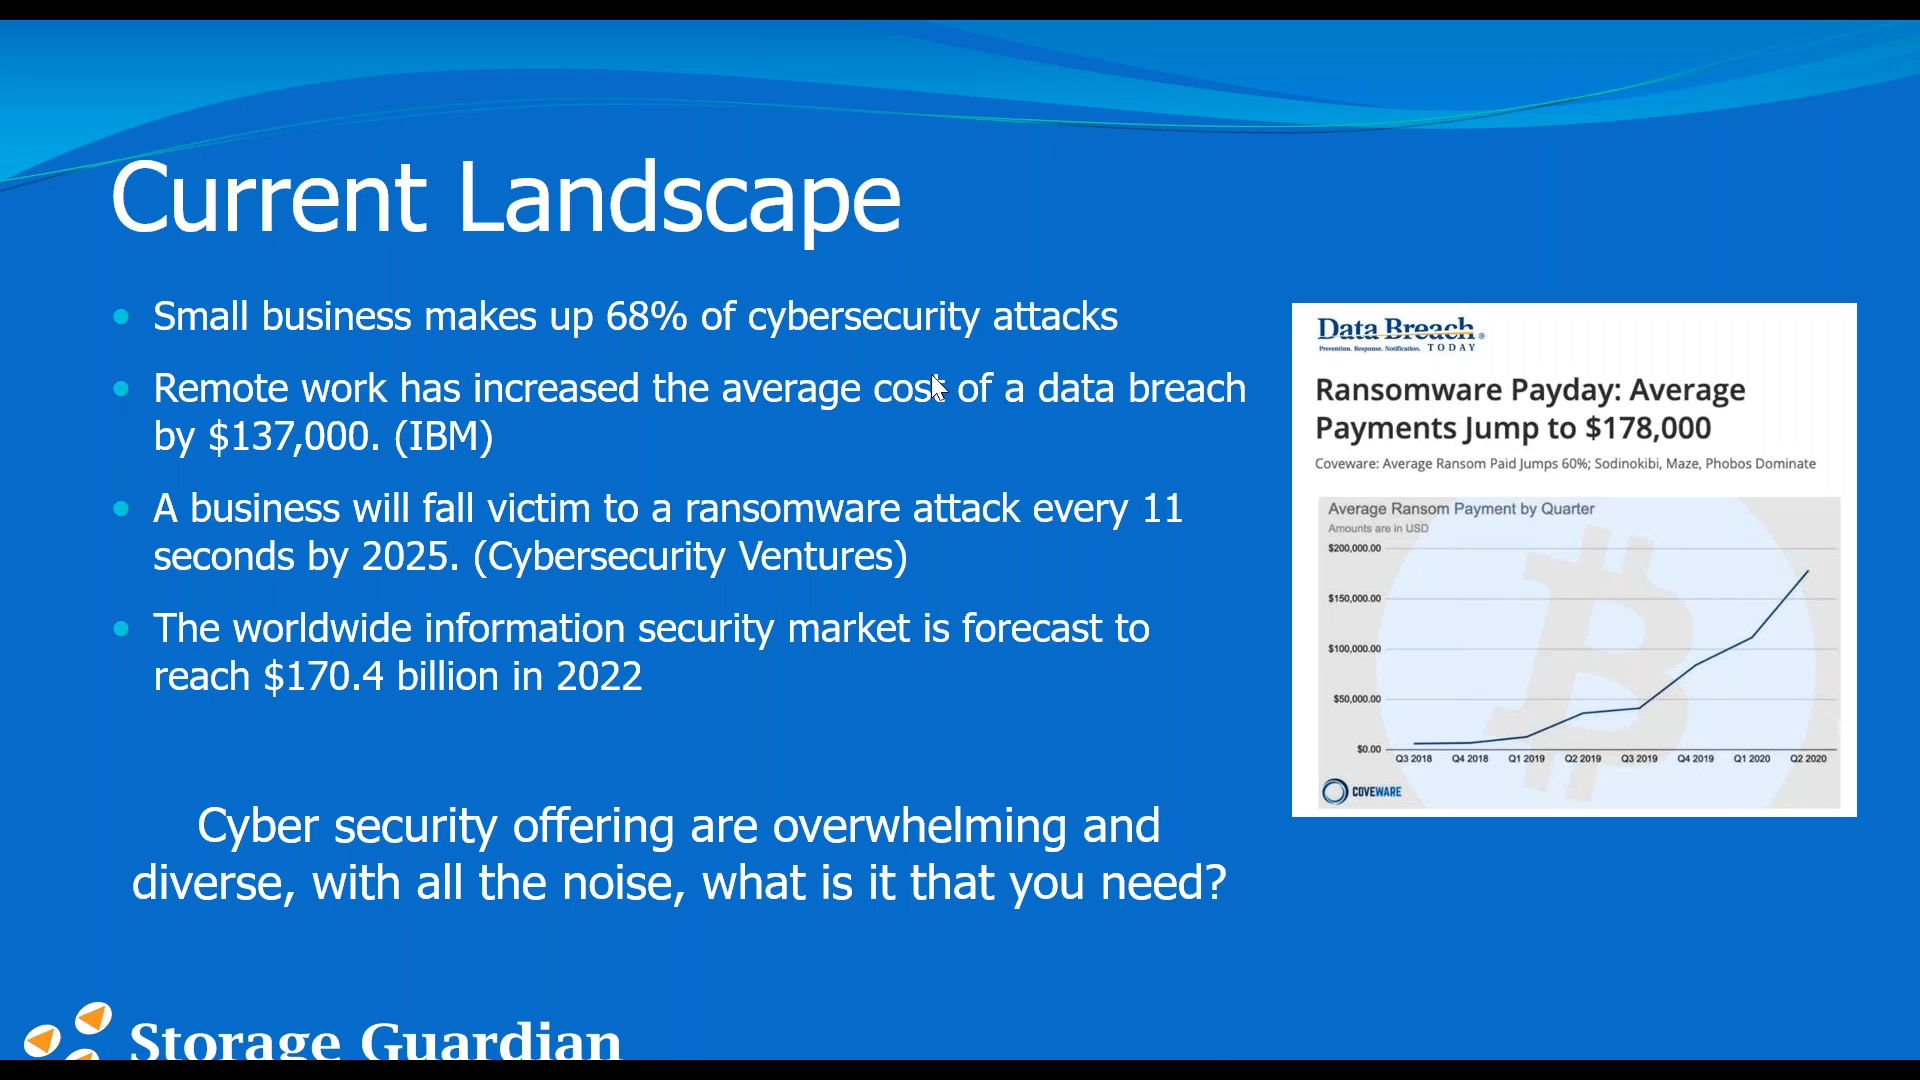 Current Landscape
Small business makes up 68% of cybersecurity attacks
Remote work has increased the average cost of a data breach
by $137,000. (IBM)
A business will fall victim to a ransomware attack every 11
seconds by 2025. (Cybersecurity Ventures)
The worldwide information security market is forecast to
reach $170.4 billion in 2022
Cyber security offering are overwhelming and
diverse, with all the noise, what is it that you need?
Data Breach®
Prevention. Response. Notification. TODAY
Ransomware Payday: Average
Payments Jump to $178,000
Coveware: Average Ransom Paid Jumps 60%; Sodinokibi, Maze, Phobos Dominate
Average Ransom Payment by Quarter
Amounts are in USD
$200,000.00
$150,000.00
$100,000.00
$50,000.00
$0.00
Q3 2018 Q4 2018 Q1 2019 Q2 2019 Q3 2019 Q4 2019 Q1 2020 Q2 2020
COVEWARE
Storage Guardian